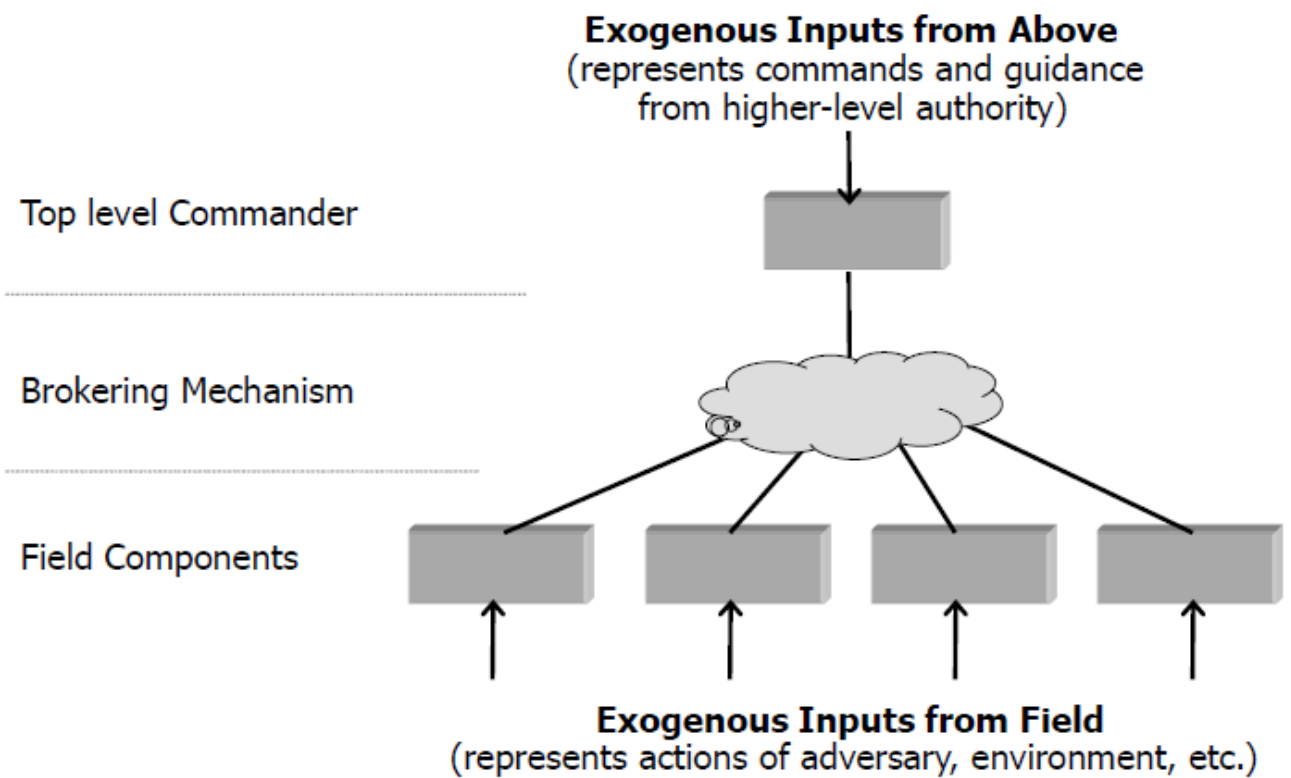 Exogenous Inputs from Above
(represents commands and guidance
from higher-level authority)
Top level Commander
Brokering Mechanism
Field Components
Exogenous Inputs from Field
(represents actions of adversary, environment, etc.)